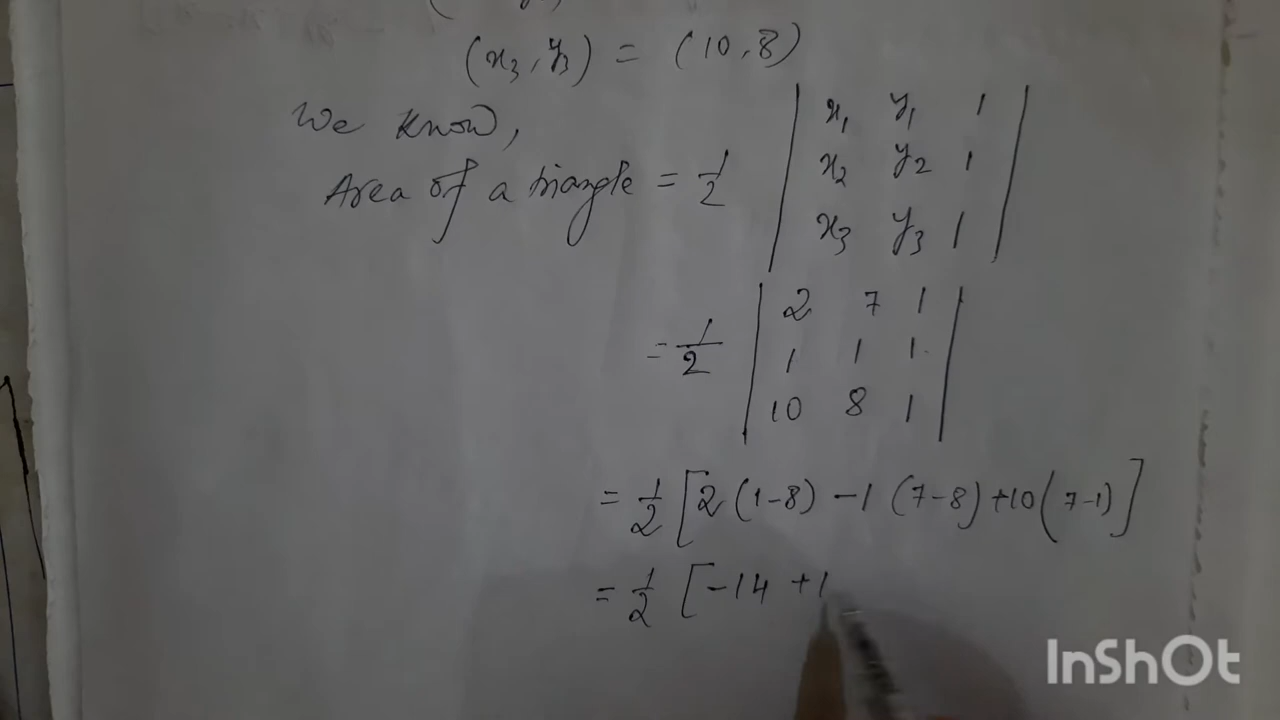 (x₃, y₃) = (10, 8)
We know,
Area of a triangle = 1/2 | x₁ y₁ 1 |
| x₂ y₂ 1 |
| x₃ y₃ 1 |
= 1/2 | 2 7 1 |
| 1 1 1 |
| 10 8 1 |
= 1/2 [2 (1-8) -1 (7-8) +10 (7-1)]
= 1/2 [-14 +1
InShOt